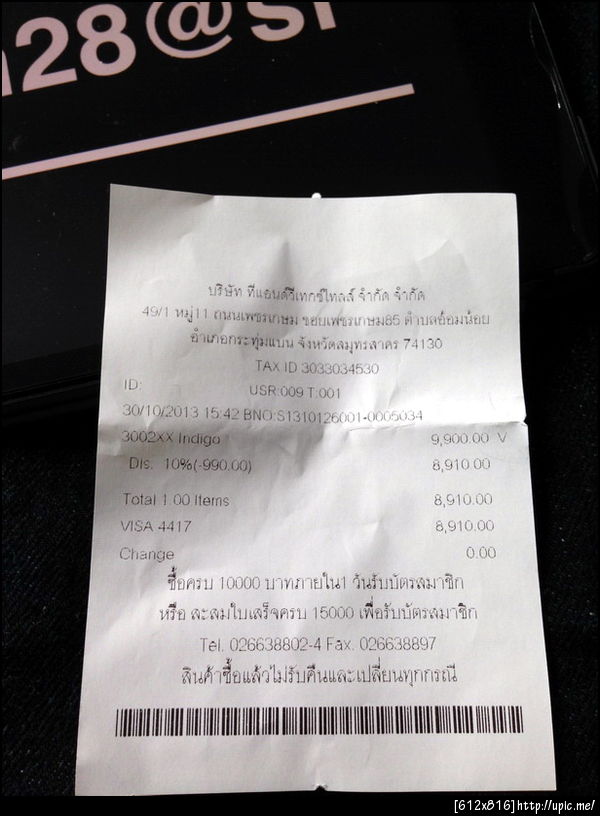 28@si
บริษัท ทีแอนด์วีเทกซ์ไทลส์ จำกัด จำกัด
49/1 หมู่11 ถนนเพชรเกษม ซอยเพชรเกษม85 ตำบลอ้อมน้อย
อำเภอกระทุ่มแบน จังหวัดสมุทรสาคร 74130
TAX ID 3033034530
ID: USR:009 T:001
30/10/2013 15:42 BNO:S1310126001-0005034
3002XX Indigo 9,900.00 V
Dis. 10%(-990.00) 8,910.00
Total 1.00 Items 8,910.00
VISA 4417 8,910.00
Change 0.00
ซื้อครบ 10000 บาทภายใน1 วันรับบัตรสมาชิก
หรือ สะสมใบเสร็จครบ 15000 เพื่อรับบัตรสมาชิก
Tel. 026638802-4 Fax. 026638897
สินค้าซื้อแล้วไม่รับคืนและเปลี่ยนทุกกรณี
[612x816]http://upic.me/